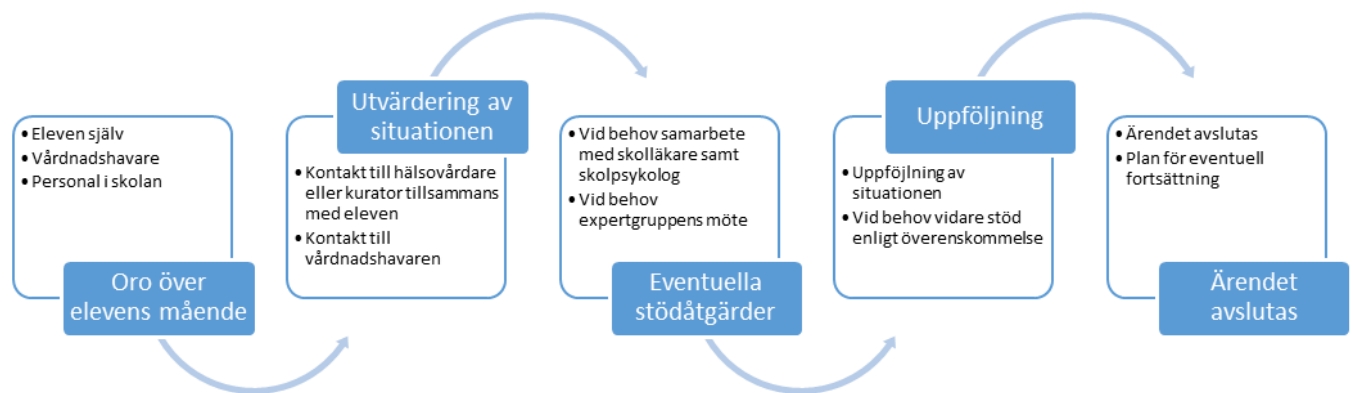 • Eleven själv
• Vårdnadshavare
• Personal i skolan
Oro över
elevens mående
Utvärdering av
situationen
• Kontakt till hälsovårdare
eller kurator tillsammans
med eleven
• Kontakt till
vårdnadshavaren
• Vid behov samarbete
med skolläkare samt
skolpsykolog
• Vid behov
expertgruppens möte
Eventuella
stödåtgärder
Uppföljning
• Uppföjlning av
situationen
• Vid behov vidare stöd
enligt överenskommelse
• Ärendet avslutas
• Plan för eventuell
fortsättning
Ärendet
avslutas